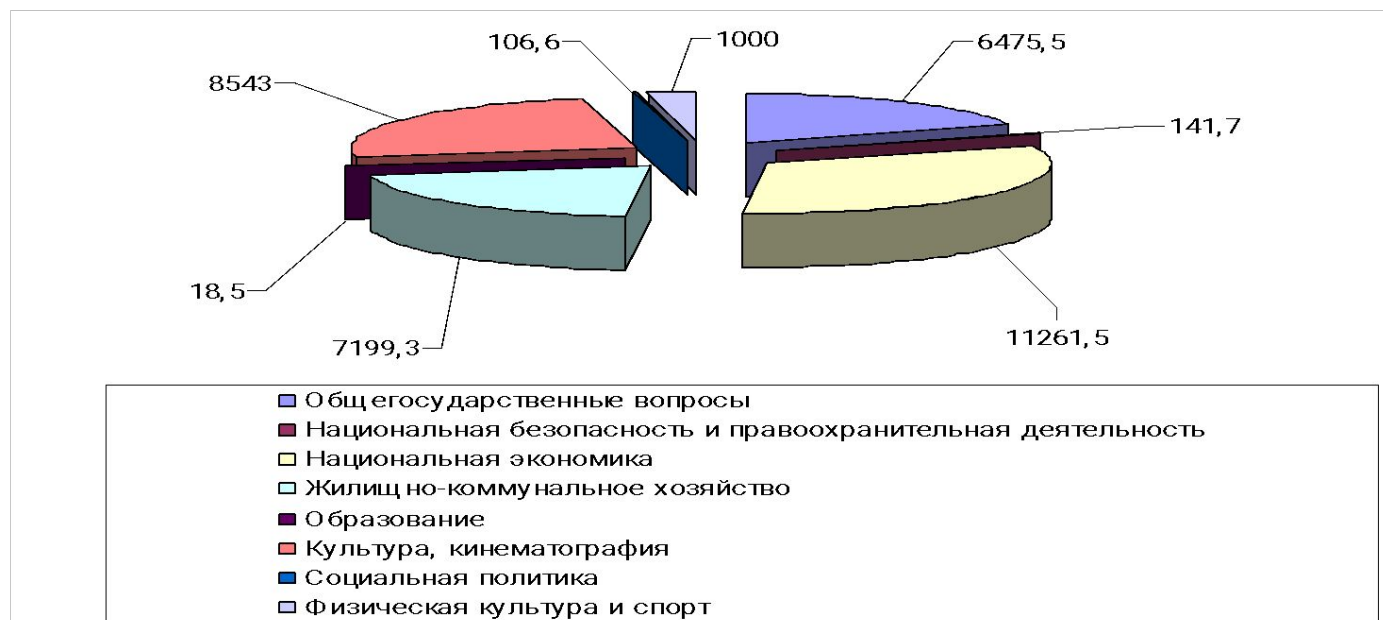 106,6
1000
6475,5
8543
141,7
18,5
7199,3
11261,5
Общегосударственные вопросы
Национальная безопасность и правоохранительная деятельность
Национальная экономика
Жилищно-коммунальное хозяйство
Образование
Культура, кинематография
Социальная политика
Физическая культура и спорт